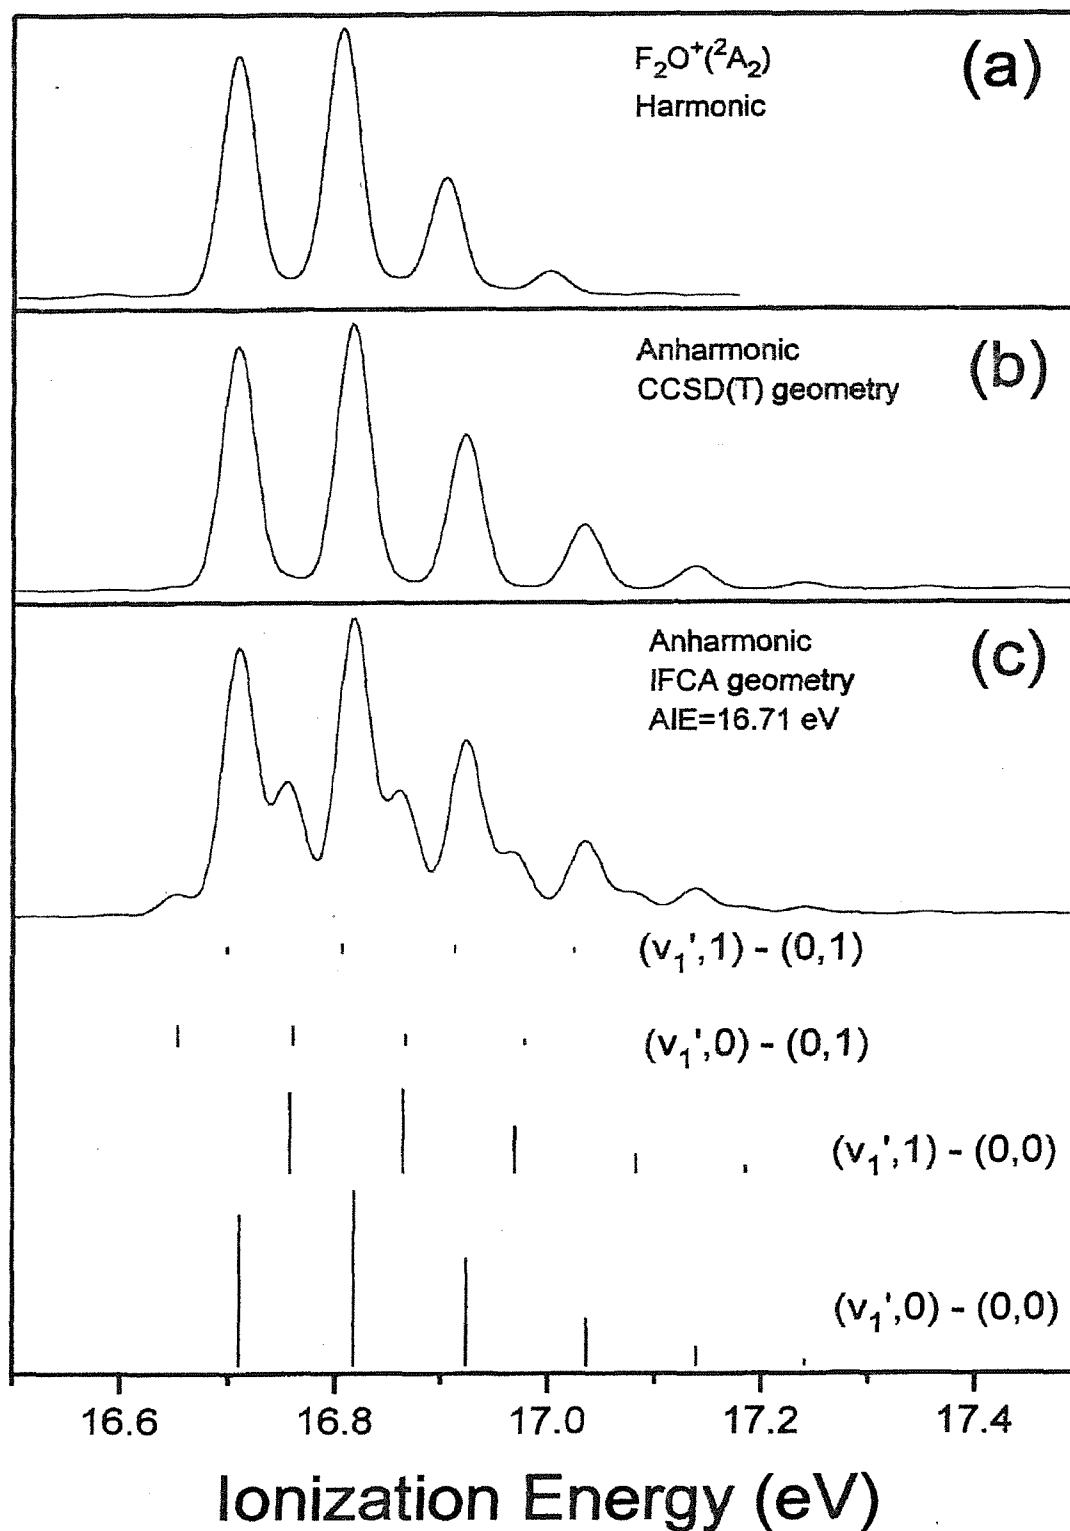 F₂O⁺(²A₂)
Harmonic
(a)
Anharmonic
CCSD(T) geometry
(b)
Anharmonic
IFCA geometry
AIE=16.71 eV
(c)
(v₁',1) - (0,1)
(v₁',0) - (0,1)
(v₁',1) - (0,0)
(v₁',0) - (0,0)
16.6 16.8 17.0 17.2 17.4
Ionization Energy (eV)